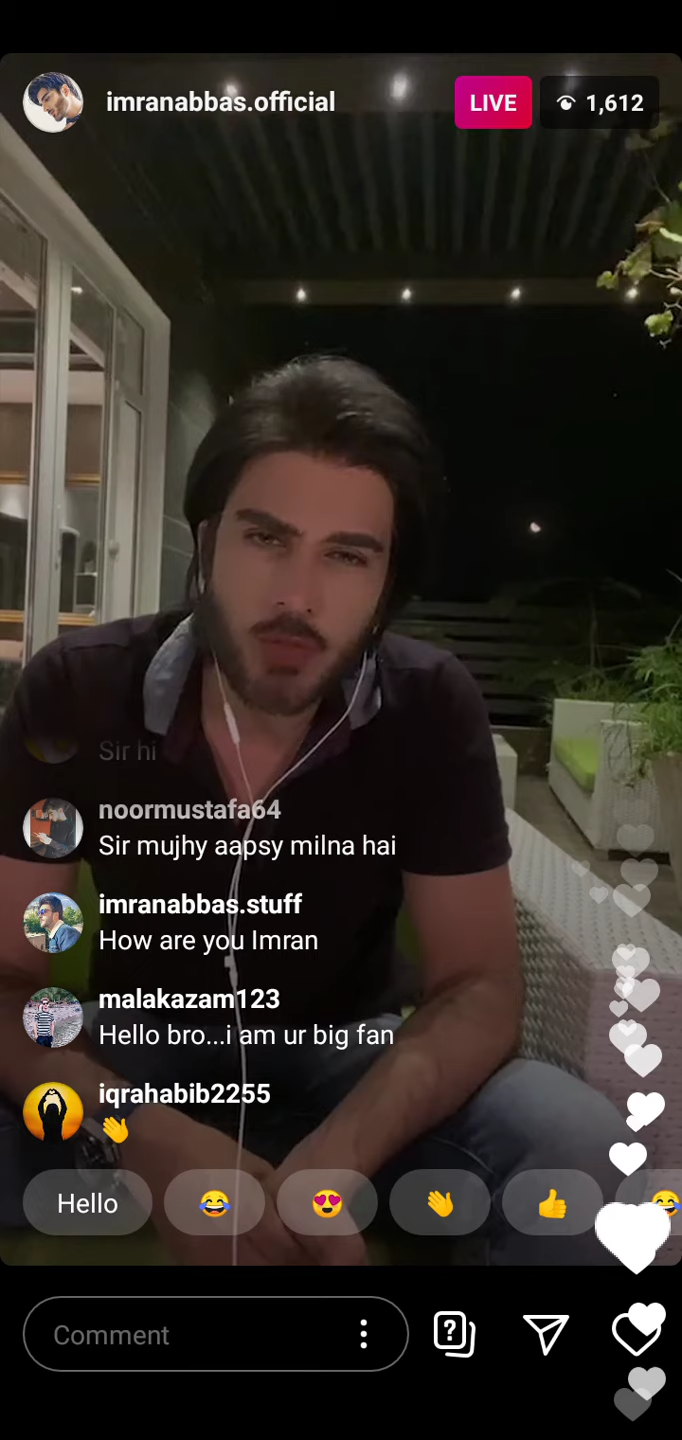 imranabbas.official
LIVE
1,612
Sir hi
noormustafa64
Sir mujhy aapsy milna hai
imranabbas.stuff
How are you Imran
malakazam123
Hello bro...i am ur big fan
iqrahabib2255
👋
Hello 😂 😍 👋 👍 😂
Comment
?